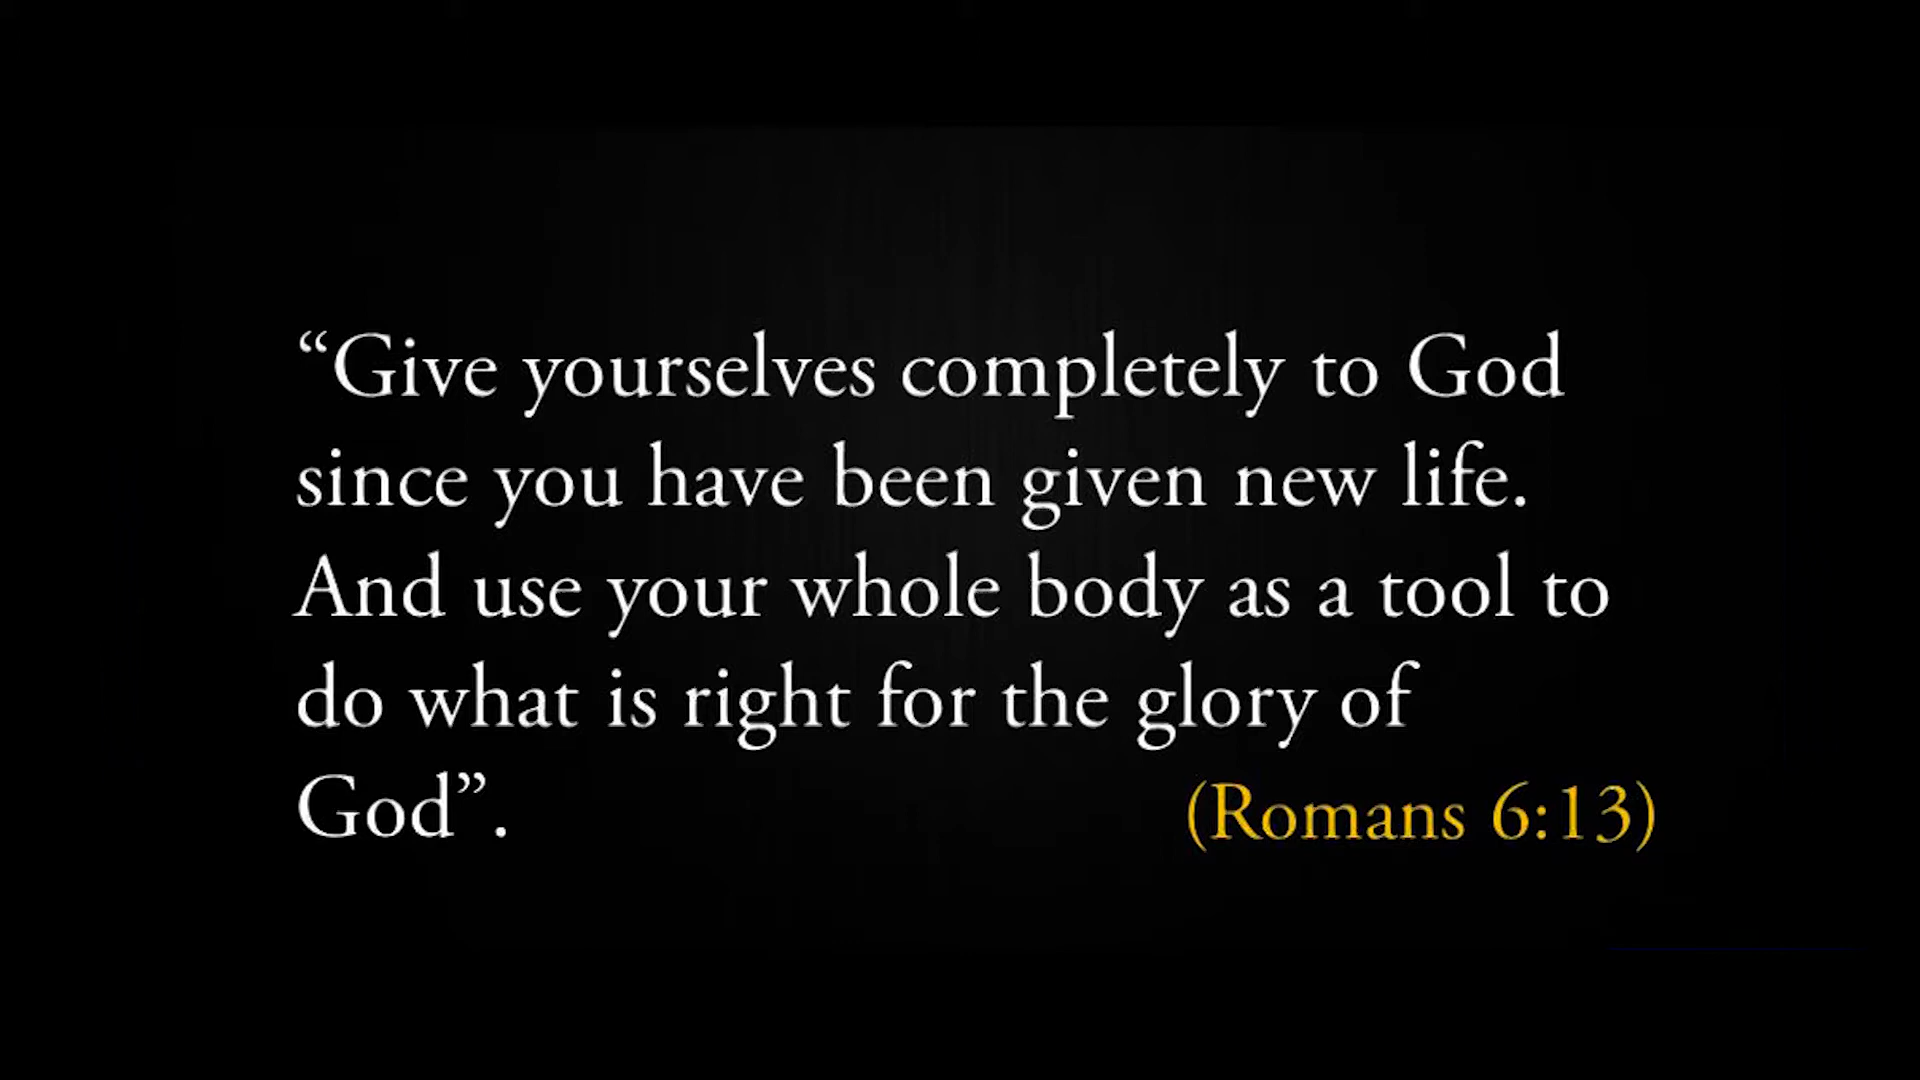 “Give yourselves completely to God
since you have been given new life.
And use your whole body as a tool to
do what is right for the glory of
God”. (Romans 6:13)